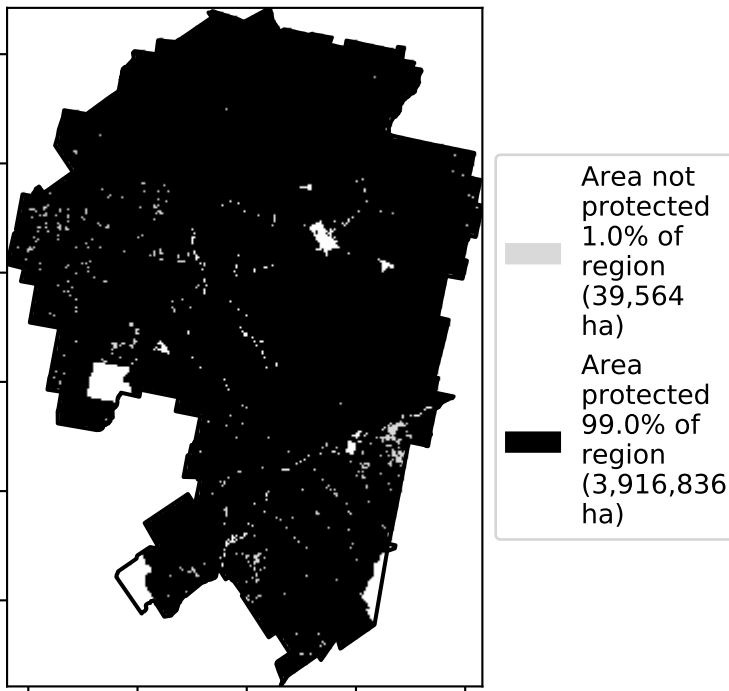 Area not
protected
1.0% of
region
(39,564
ha)
Area
protected
99.0% of
region
(3,916,836
ha)